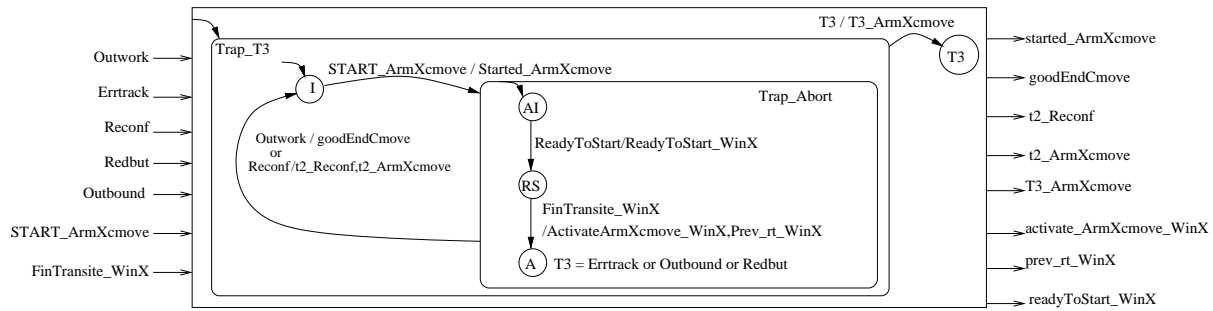 T3 / T3_ArmXcmove
Trap_T3
T3
I
START_ArmXcmove / Started_ArmXcmove
Trap_Abort
AI
Outwork / goodEndCmove
or
Reconf/t2_Reconf,t2_ArmXcmove
ReadyToStart/ReadyToStart_WinX
RS
FinTransite_WinX
/ActivateArmXcmove_WinX,Prev_rt_WinX
A
T3 = Errtrack or Outbound or Redbut
Outwork
Errtrack
Reconf
Redbut
Outbound
START_ArmXcmove
FinTransite_WinX
started_ArmXcmove
goodEndCmove
t2_Reconf
t2_ArmXcmove
T3_ArmXcmove
activate_ArmXcmove_WinX
prev_rt_WinX
readyToStart_WinX